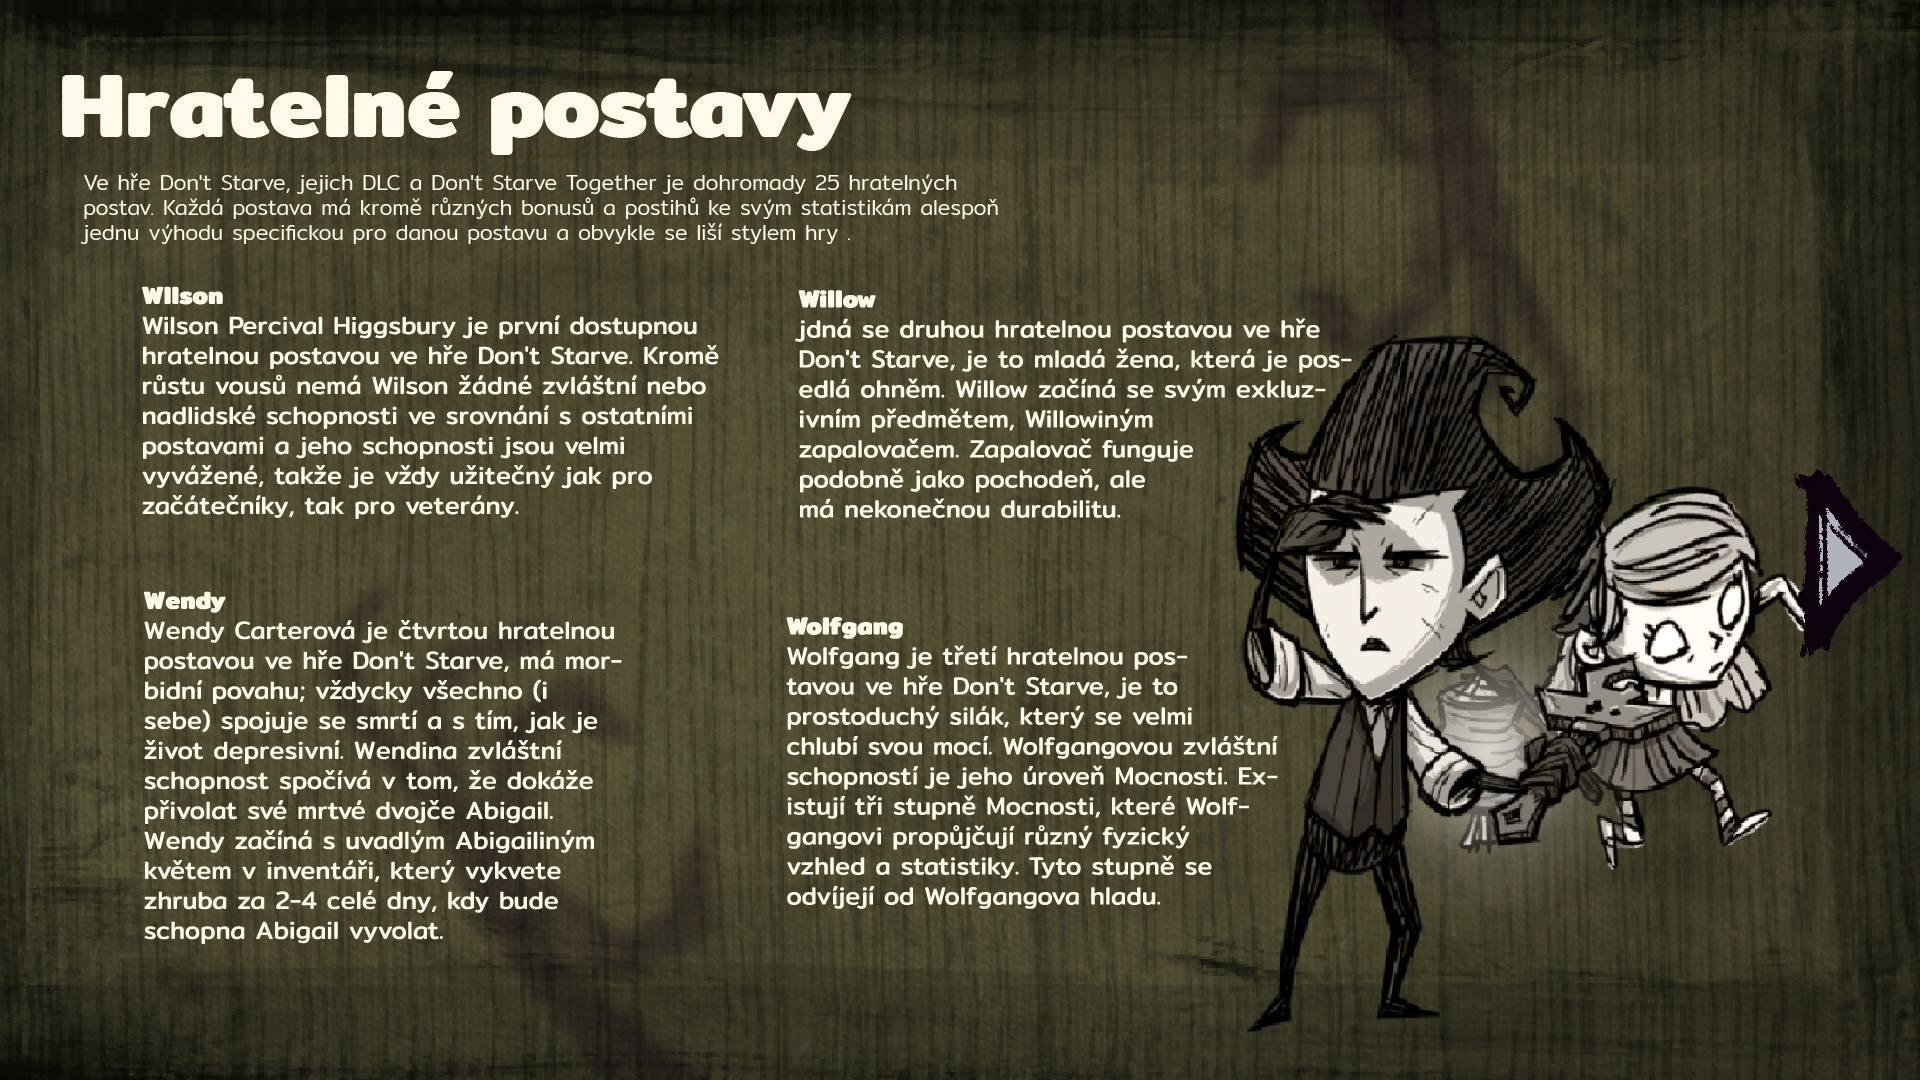 Hratelné postavy
Ve hře Don't Starve, jejich DLC a Don't Starve Together je dohromady 25 hratelných
postav. Každá postava má kromě různých bonusů a postihů ke svým statistikám alespoň
jednu výhodu specifickou pro danou postavu a obvykle se liší stylem hry .
WIlson
Wilson Percival Higgsbury je první dostupnou
hratelnou postavou ve hře Don't Starve. Kromě
růstu vousů nemá Wilson žádné zvláštní nebo
nadlidské schopnosti ve srovnání s ostatními
postavami a jeho schopnosti jsou velmi
vyvážené, takže je vždy užitečný jak pro
začátečníky, tak pro veterány.
Willow
jdná se druhou hratelnou postavou ve hře
Don't Starve, je to mladá žena, která je pos-
edlá ohněm. Willow začíná se svým exkluz-
ivním předmětem, Willowiným
zapalovačem. Zapalovač funguje
podobně jako pochodeň, ale
má nekonečnou durabilitu.
Wendy
Wendy Carterová je čtvrtou hratelnou
postavou ve hře Don't Starve, má mor-
bidní povahu; vždycky všechno (i
sebe) spojuje se smrtí a s tím, jak je
život depresivní. Wendina zvláštní
schopnost spočívá v tom, že dokáže
přivolat své mrtvé dvojče Abigail.
Wendy začíná s uvadlým Abigailiným
květem v inventáři, který vykvete
zhruba za 2-4 celé dny, kdy bude
schopna Abigail vyvolat.
Wolfgang
Wolfgang je třetí hratelnou pos-
tavou ve hře Don't Starve, je to
prostoduchý silák, který se velmi
chlubí svou mocí. Wolfgangovou zvláštní
schopností je jeho úroveň Mocnosti. Ex-
istují tři stupně Mocnosti, které Wolf-
gangovi propůjčují různý fyzický
vzhled a statistiky. Tyto stupně se
odvíjejí od Wolfgangova hladu.